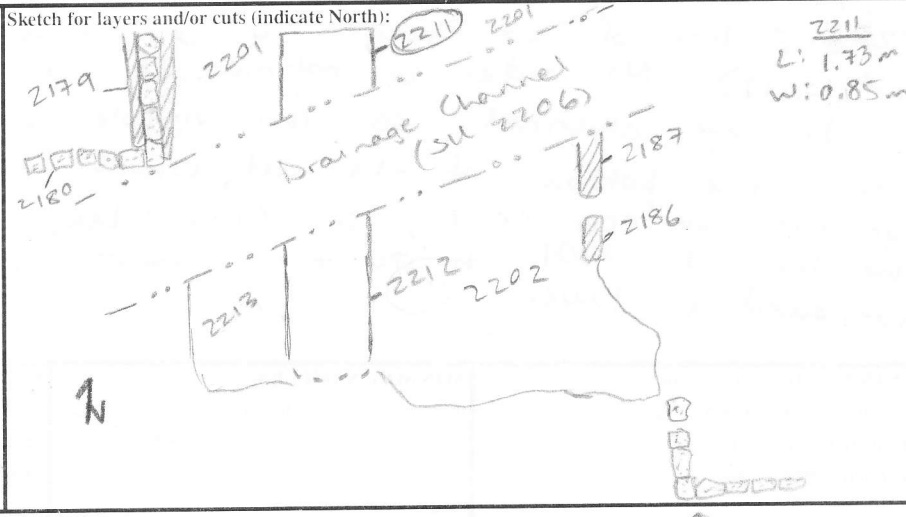 Sketch for layers and/or cuts (indicate North):
2211
L: 1.73 m
W: 0.85 m
2179
2201
2211
2201
Drainage Channel
(SU 2206)
2180
2187
2186
2213
2212
2202
N